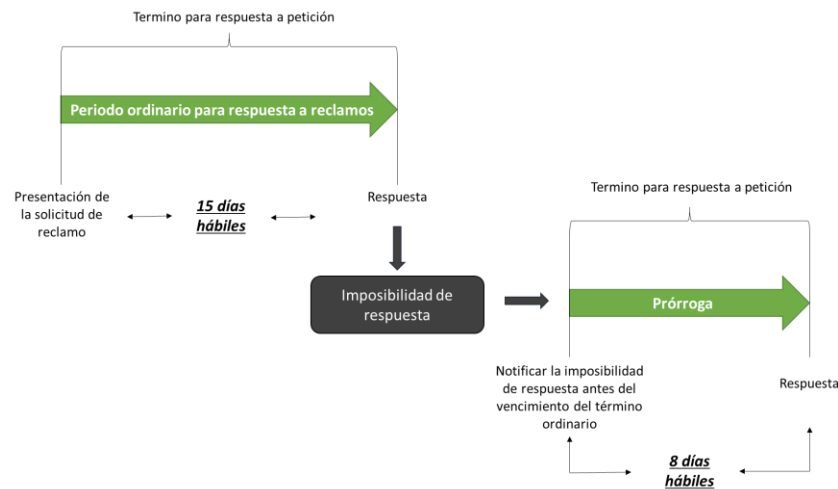 Termino para respuesta a petición
Periodo ordinario para respuesta a reclamos
Presentación de
la solicitud de
reclamo
15 días
hábiles
Respuesta
Termino para respuesta a petición
Imposibilidad de
respuesta
Prórroga
Notificar la imposibilidad
de respuesta antes del
vencimiento del término
ordinario
Respuesta
8 días
hábiles